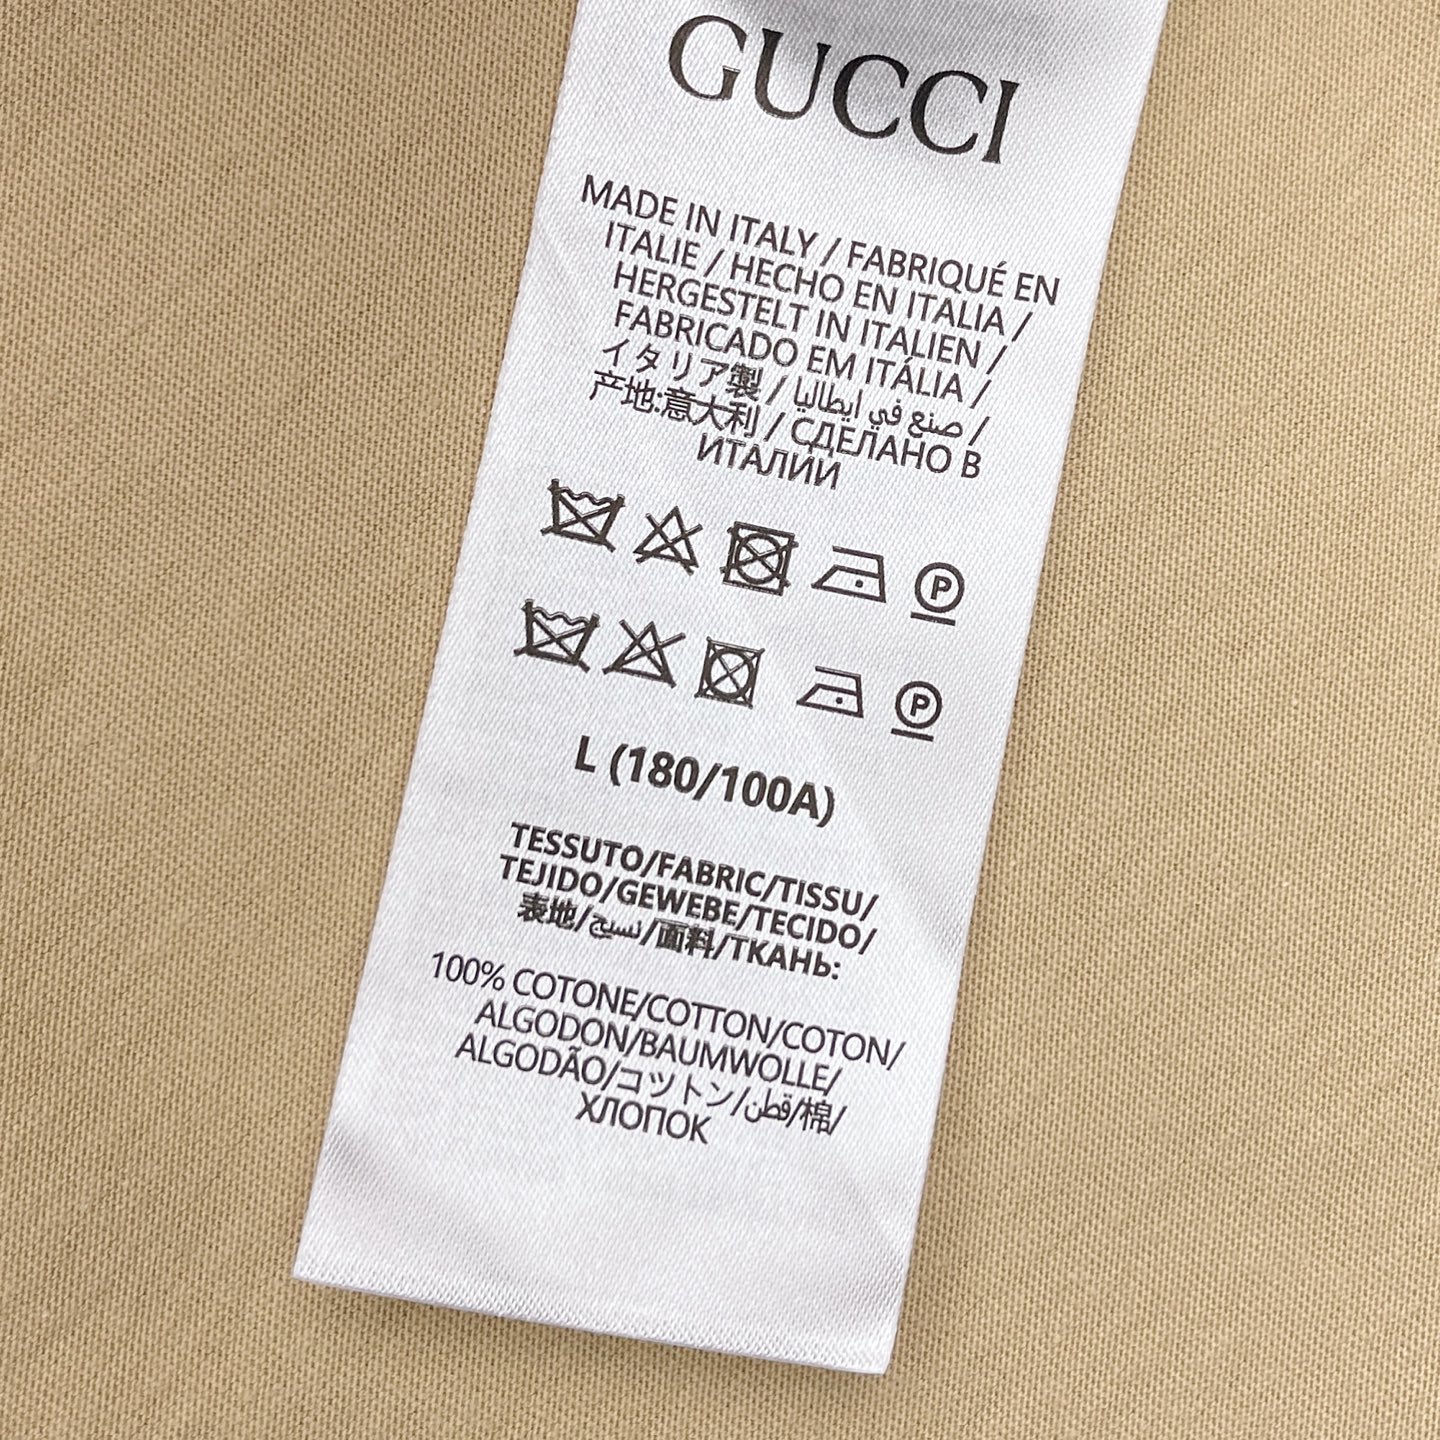 GUCCI
MADE IN ITALY / FABRIQUÉ EN
ITALIE / HECHO EN ITALIA /
HERGESTELT IN ITALIEN /
FABRICADO EM ITÁLIA /
イタリア製 / صنع في ايطاليا /
产地:意大利 / СДЕЛАНО В
ИТАЛИИ
P
P
L (180/100A)
TESSUTO/FABRIC/TISSU/
TEJIDO/GEWEBE/TECIDO/
表地/نسيج/面料/ТКАНЬ:
100% COTONE/COTTON/COTON/
ALGODON/BAUMWOLLE/
ALGODÃO/コットン/قطن/棉/
ХЛОПОК